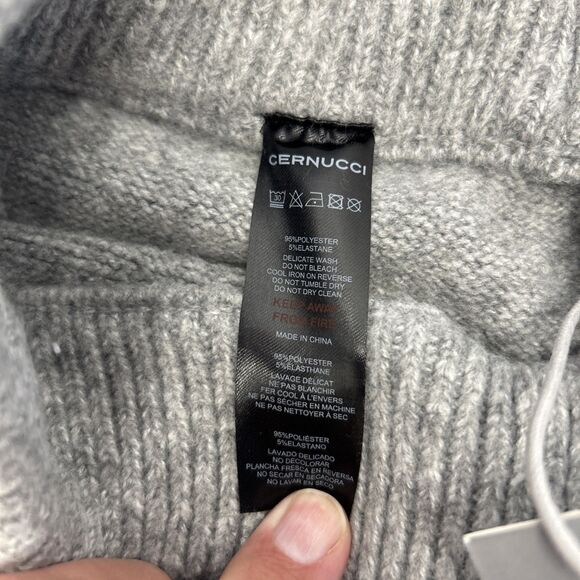 CERNUCCI
30
95%POLYESTER
5%ELASTANE
DELICATE WASH
DO NOT BLEACH
COOL IRON ON REVERSE
DO NOT TUMBLE DRY
DO NOT DRY CLEAN
KEEP AWAY
FROM FIRE
MADE IN CHINA
95%POLYESTER
5%ELASTHANE
LAVAGE DÉLICAT
NE PAS BLANCHIR
FER COOL À L'ENVERS
NE PAS SÉCHER EN MACHINE
NE PAS NETTOYER À SEC
95%POLIÉSTER
5%ELASTANO
LAVADO DELICADO
NO DECOLORAR
PLANCHA FRESCA EN REVERSA
NO SECAR EN SECADORA
NO LAVAR EN SECO